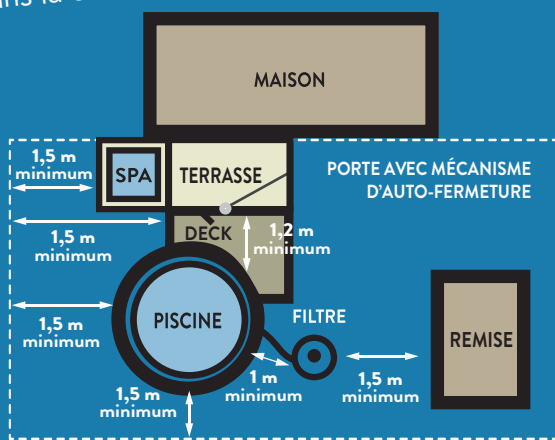 MAISON
1,5 m
minimum
SPA
TERRASSE
PORTE AVEC MÉCANISME
D'AUTO-FERMETURE
1,5 m
minimum
DECK
1,2 m
minimum
1,5 m
minimum
PISCINE
FILTRE
REMISE
1 m
minimum
1,5 m
minimum
1,5 m
minimum